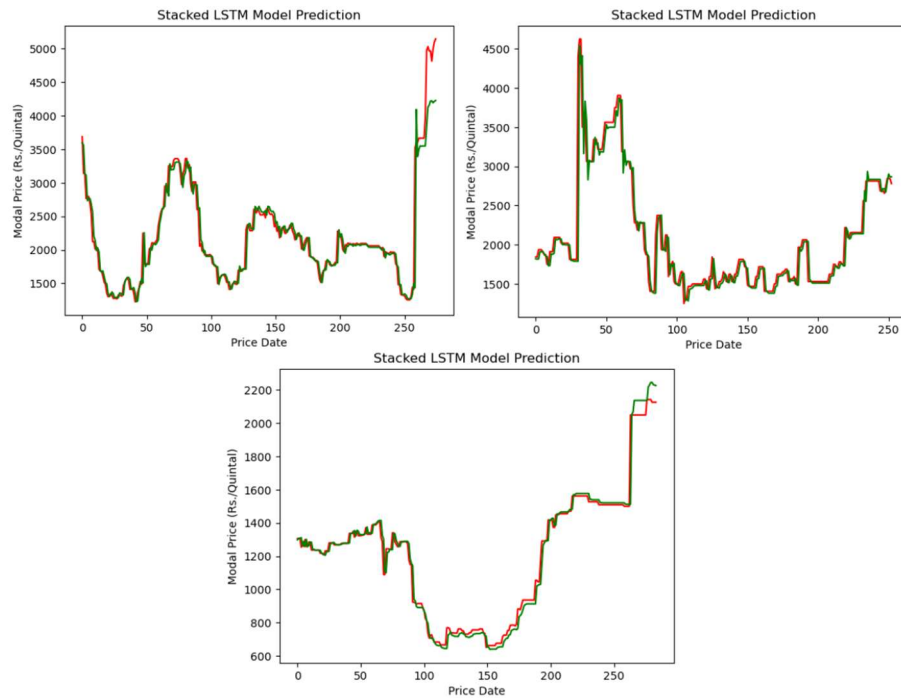 Stacked LSTM Model Prediction
5000
4500
4000
3500
3000
2500
2000
1500
Modal Price (Rs./Quintal)
0 50 100 150 200 250
Price Date
Stacked LSTM Model Prediction
4500
4000
3500
3000
2500
2000
1500
Modal Price (Rs./Quintal)
0 50 100 150 200 250
Price Date
Stacked LSTM Model Prediction
2200
2000
1800
1600
1400
1200
1000
800
600
Modal Price (Rs./Quintal)
0 50 100 150 200 250
Price Date